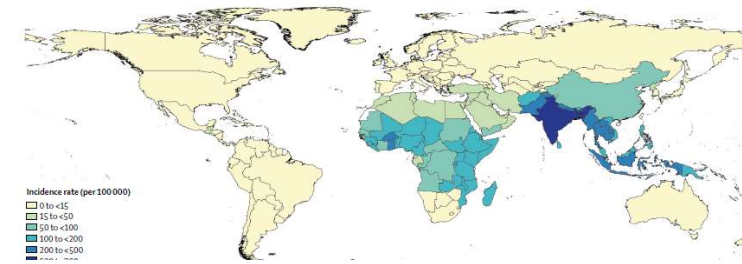 Incidence rate (per 100 000)
0 to <15
15 to <50
50 to <100
100 to <200
200 to <500